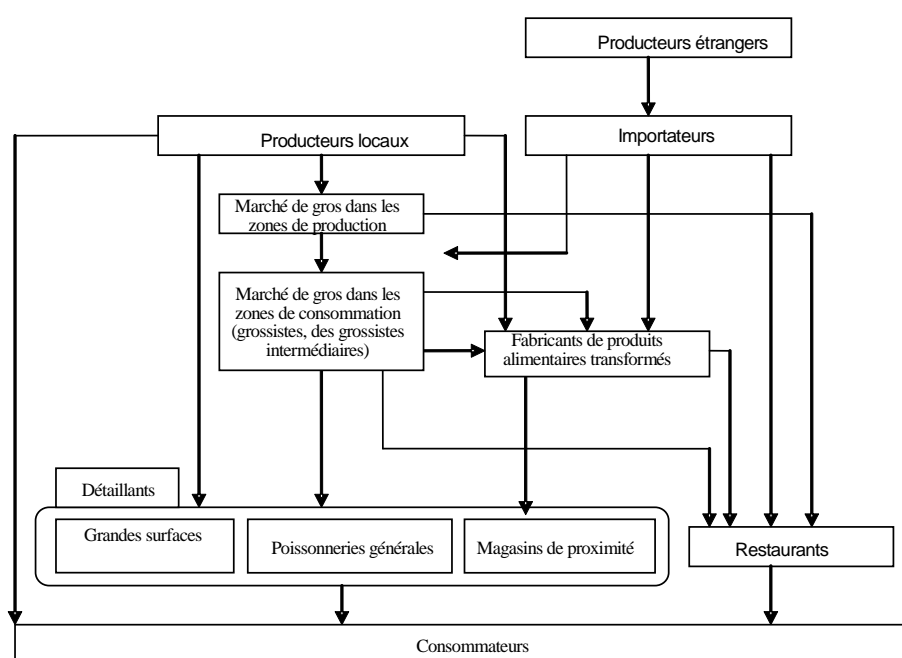 Producteurs étrangers
Producteurs locaux
Importateurs
Marché de gros dans les
zones de production
Marché de gros dans les
zones de consommation
(grossistes, des grossistes
intermédiaires)
Fabricants de produits
alimentaires transformés
Détaillants
Grandes surfaces
Poissonneries générales
Magasins de proximité
Restaurants
Consommateurs